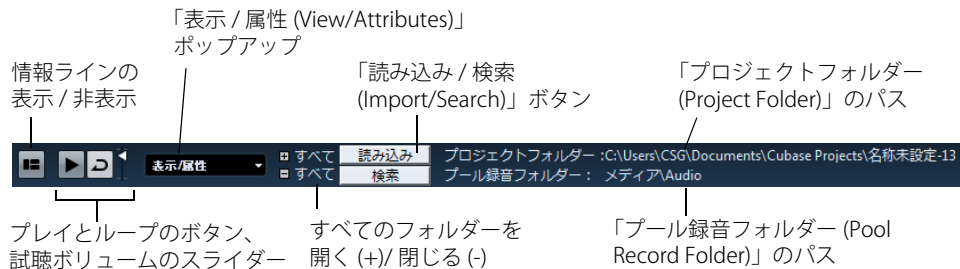 「表示 / 属性 (View/Attributes)」
ポップアップ
情報ラインの
表示 / 非表示
「読み込み / 検索
(Import/Search)」ボタン
「プロジェクトフォルダー
(Project Folder)」のパス
表示/属性
すべて
すべて
読み込み
検索
プロジェクトフォルダー :C:\Users\CSG\Documents\Cubase Projects\名称未設定-13
プール録音フォルダー : メディア\Audio
プレイとループのボタン、
試聴ボリュームのスライダー
すべてのフォルダーを
開く (+)/ 閉じる (-)
「プール録音フォルダー (Pool
Record Folder)」のパス